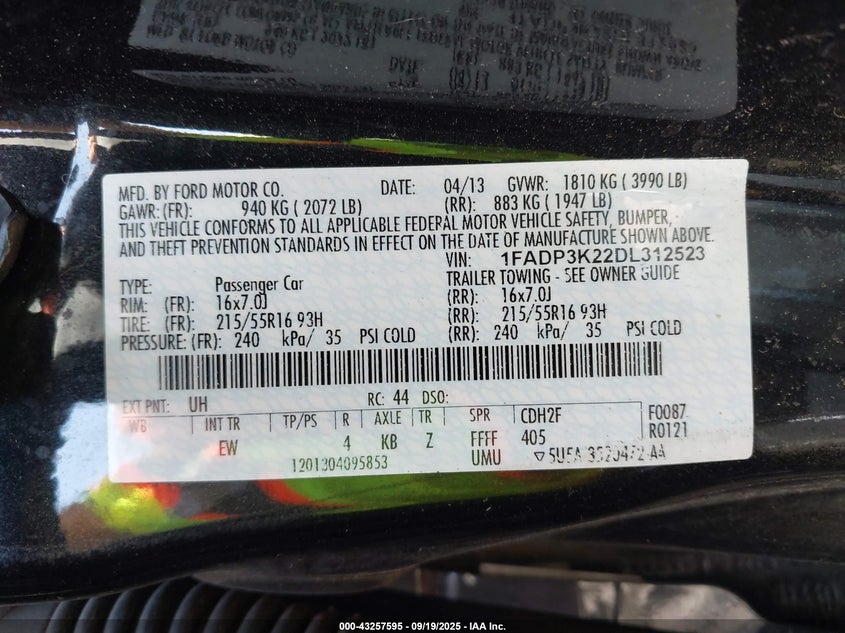 MFD. BY FORD MOTOR CO. DATE: 04/13 GVWR: 1810 KG ( 3990 LB)
GAWR: (FR): 940 KG ( 2072 LB) (RR): 883 KG ( 1947 LB)
THIS VEHICLE CONFORMS TO ALL APPLICABLE FEDERAL MOTOR VEHICLE SAFETY, BUMPER,
AND THEFT PREVENTION STANDARDS IN EFFECT ON THE DATE OF MANUFACTURE SHOWN ABOVE.
VIN: 1FADP3K22DL312523
TYPE: Passenger Car TRAILER TOWING - SEE OWNER GUIDE
RIM: (FR): 16x7.0J (RR): 16x7.0J
TIRE: (FR): 215/55R16 93H (RR): 215/55R16 93H
PRESSURE: (FR): 240 kPa/ 35 PSI COLD (RR): 240 kPa/ 35 PSI COLD
EXT PNT: UH RC: 44 DSO:
WB INT TR TP/PS R AXLE TR SPR CDH2F F0087
EW 4 KB Z FFFF 405 R0121
1201304095853 UMU
000-43257595 - 09/19/2025 - IAA Inc.